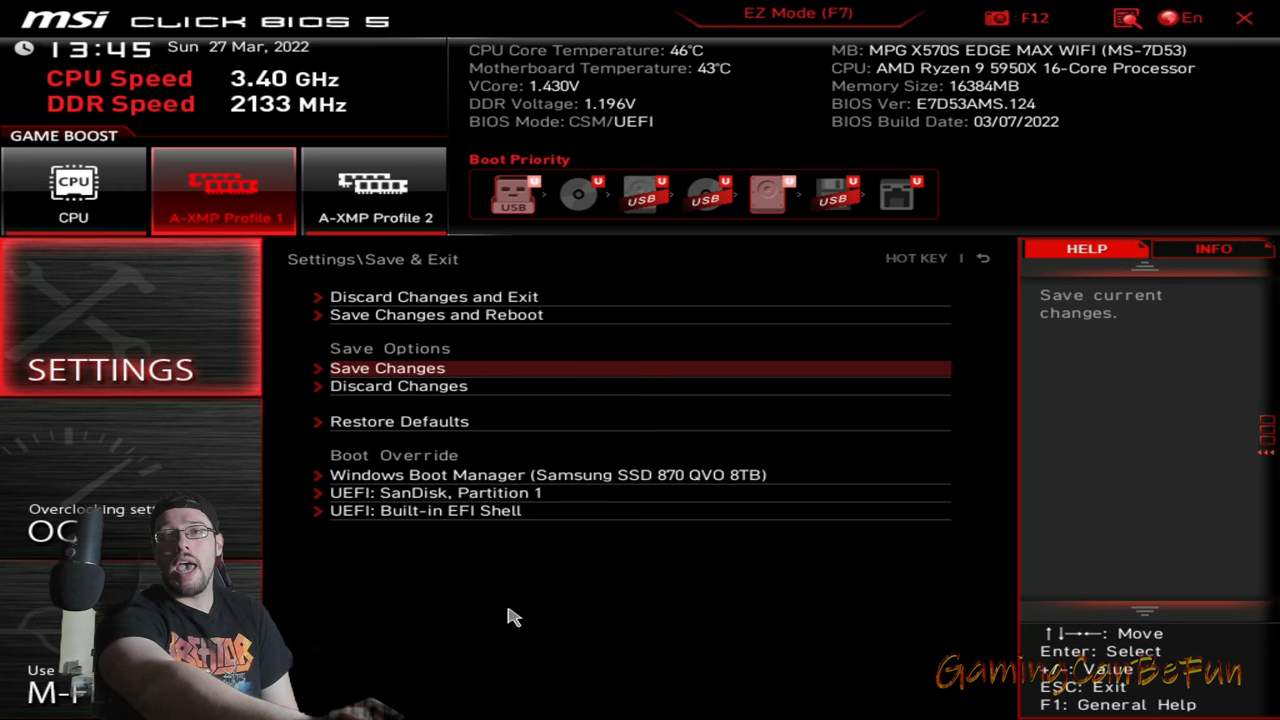 msi CLICK BIOS 5
EZ Mode (F7)
: F12
En
13:45 Sun 27 Mar, 2022
CPU Speed 3.40 GHz
DDR Speed 2133 MHz
CPU Core Temperature: 46°C
Motherboard Temperature: 43°C
VCore: 1.430V
DDR Voltage: 1.196V
BIOS Mode: CSM/UEFI
MB: MPG X570S EDGE MAX WIFI (MS-7D53)
CPU: AMD Ryzen 9 5950X 16-Core Processor
Memory Size: 16384MB
BIOS Ver: E7D53AMS.124
BIOS Build Date: 03/07/2022
GAME BOOST
CPU
CPU
A-XMP Profile 1
A-XMP Profile 2
Boot Priority
U U U U U U U
USB USB USB USB
SETTINGS
Overclocking set
OC
Use
M-F
Settings\Save & Exit
HOT KEY |
> Discard Changes and Exit
> Save Changes and Reboot
Save Options
> Save Changes
> Discard Changes
> Restore Defaults
Boot Override
> Windows Boot Manager (Samsung SSD 870 QVO 8TB)
> UEFI: SanDisk, Partition 1
> UEFI: Built-in EFI Shell
HELP
INFO
Save current
changes.
↑↓→←: Move
Enter: Select
+/-: Value
ESC: Exit
F1: General Help
GamingCanBeFun